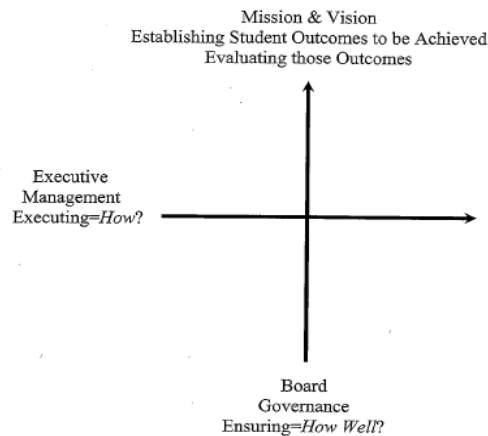 Mission & Vision
Establishing Student Outcomes to be Achieved
Evaluating those Outcomes
Executive
Management
Executing=How?
Board
Governance
Ensuring=How Well?